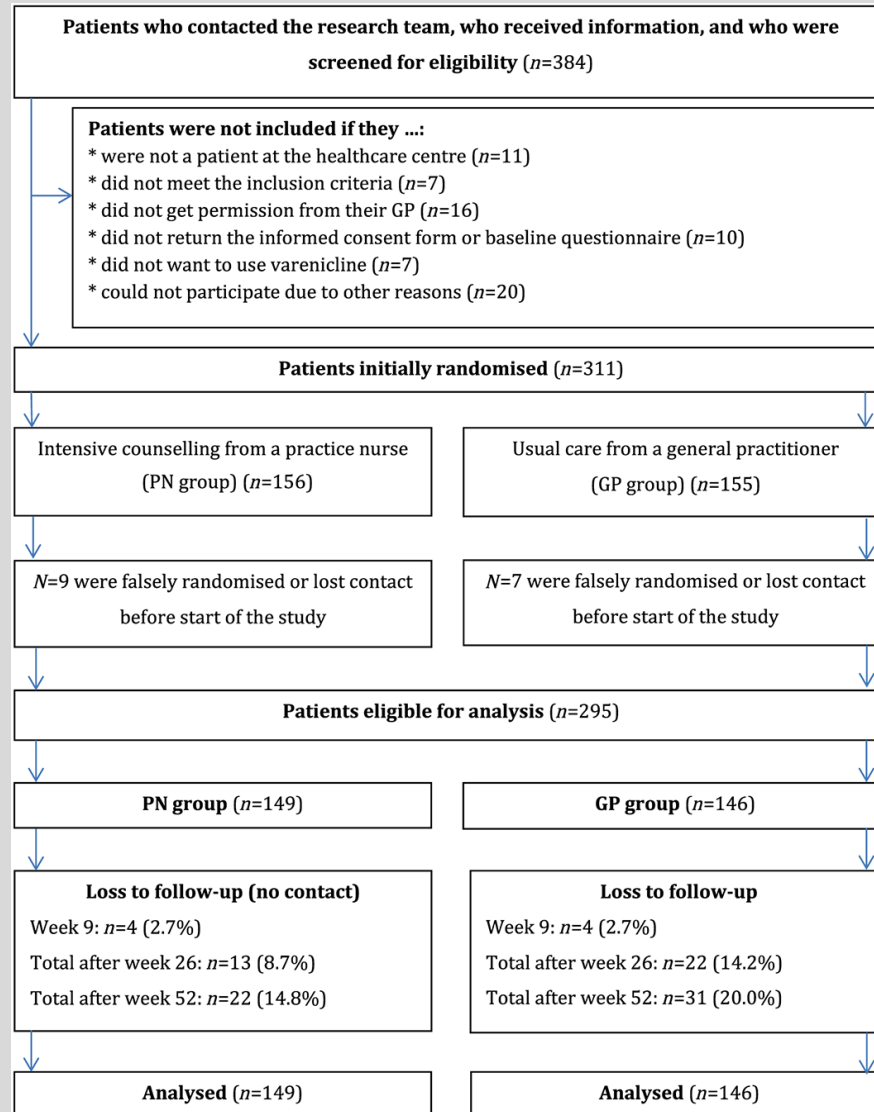 Patients who contacted the research team, who received information, and who were
screened for eligibility (n=384)
Patients were not included if they ...:
* were not a patient at the healthcare centre (n=11)
* did not meet the inclusion criteria (n=7)
* did not get permission from their GP (n=16)
* did not return the informed consent form or baseline questionnaire (n=10)
* did not want to use varenicline (n=7)
* could not participate due to other reasons (n=20)
Patients initially randomised (n=311)
Intensive counselling from a practice nurse
(PN group) (n=156)
Usual care from a general practitioner
(GP group) (n=155)
N=9 were falsely randomised or lost contact
before start of the study
N=7 were falsely randomised or lost contact
before start of the study
Patients eligible for analysis (n=295)
PN group (n=149)
GP group (n=146)
Loss to follow-up (no contact)
Week 9: n=4 (2.7%)
Total after week 26: n=13 (8.7%)
Total after week 52: n=22 (14.8%)
Loss to follow-up
Week 9: n=4 (2.7%)
Total after week 26: n=22 (14.2%)
Total after week 52: n=31 (20.0%)
Analysed (n=149)
Analysed (n=146)